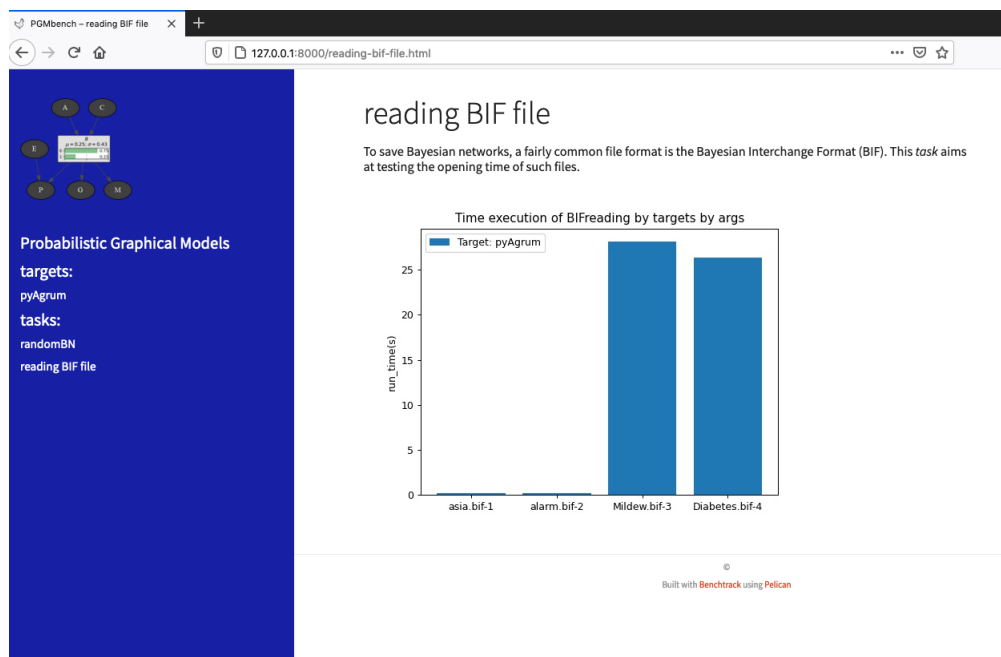 PGMbench – reading BIF file
127.0.0.1:8000/reading-bif-file.html
A
C
B
μ = 0.25; σ = 0.43
E
P
O
M
Probabilistic Graphical Models
targets:
pyAgrum
tasks:
randomBN
reading BIF file
reading BIF file
To save Bayesian networks, a fairly common file format is the Bayesian Interchange Format (BIF). This task aims
at testing the opening time of such files.
Time execution of BIFreading by targets by args
Target: pyAgrum
run_time(s)
25
20
15
10
5
0
asia.bif-1
alarm.bif-2
Mildew.bif-3
Diabetes.bif-4
©
Built with Benchtrack using Pelican